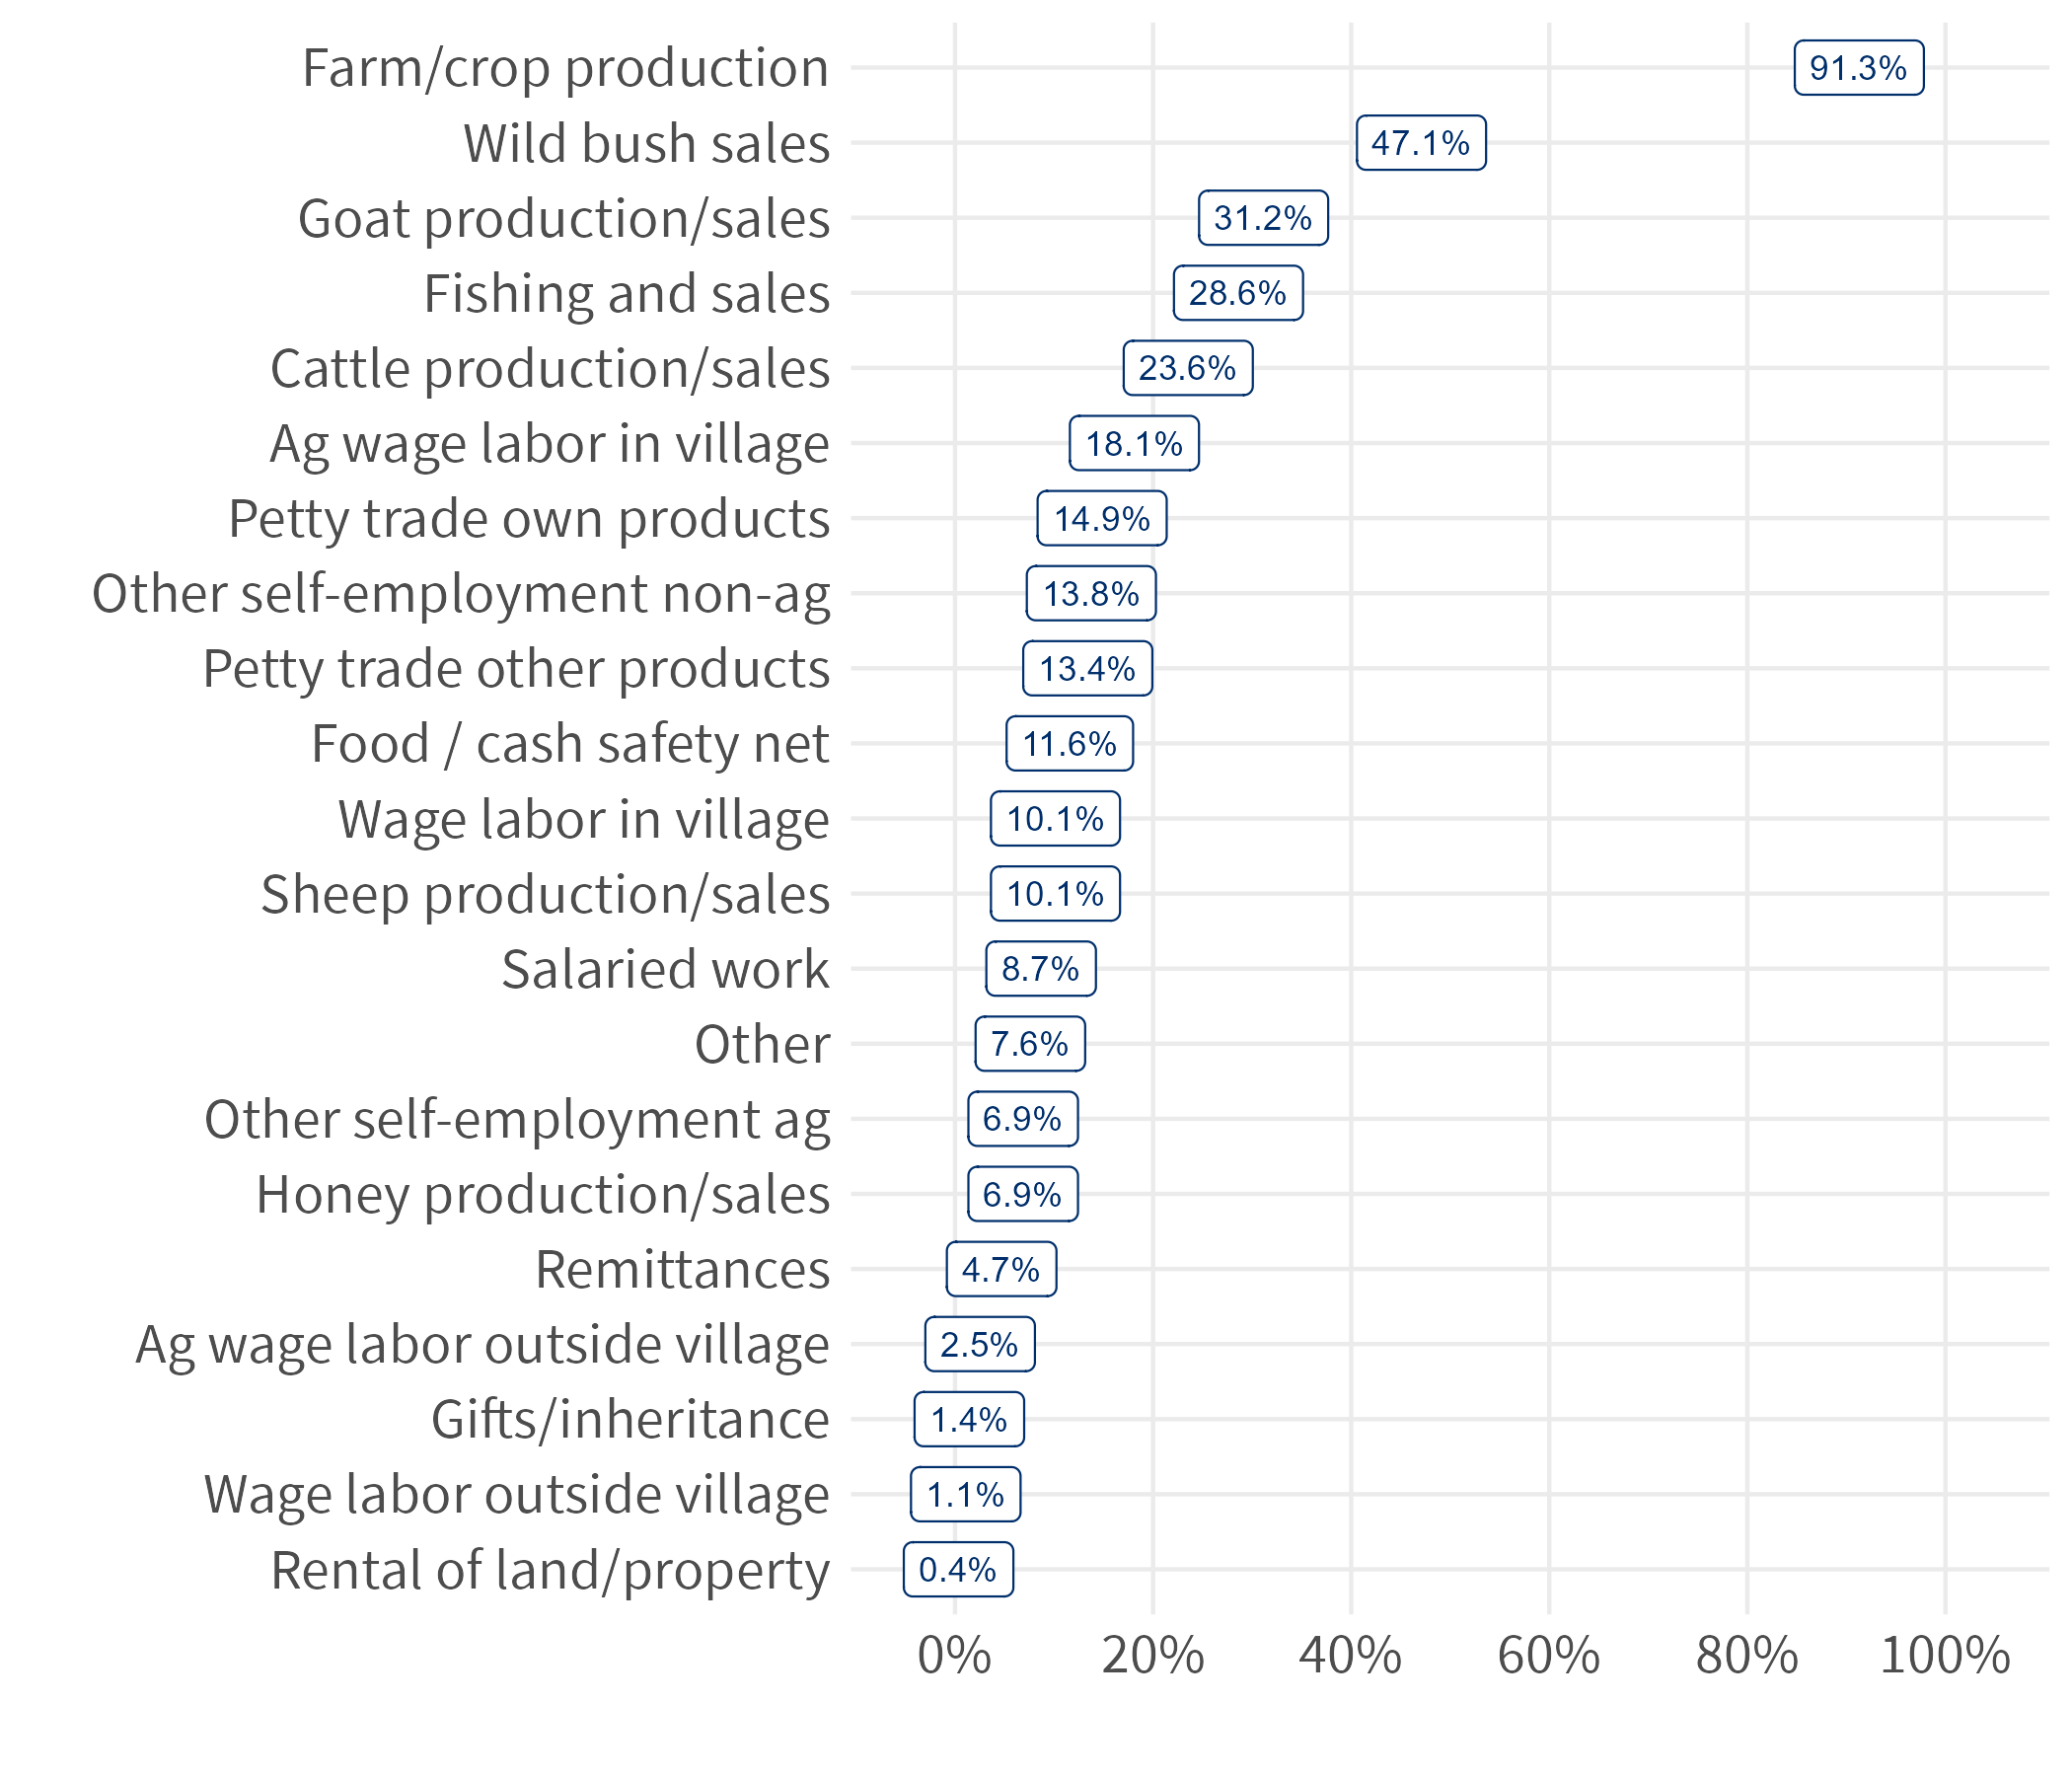 Farm/crop production 91.3%
Wild bush sales 47.1%
Goat production/sales 31.2%
Fishing and sales 28.6%
Cattle production/sales 23.6%
Ag wage labor in village 18.1%
Petty trade own products 14.9%
Other self-employment non-ag 13.8%
Petty trade other products 13.4%
Food / cash safety net 11.6%
Wage labor in village 10.1%
Sheep production/sales 10.1%
Salaried work 8.7%
Other 7.6%
Other self-employment ag 6.9%
Honey production/sales 6.9%
Remittances 4.7%
Ag wage labor outside village 2.5%
Gifts/inheritance 1.4%
Wage labor outside village 1.1%
Rental of land/property 0.4%
0% 20% 40% 60% 80% 100%